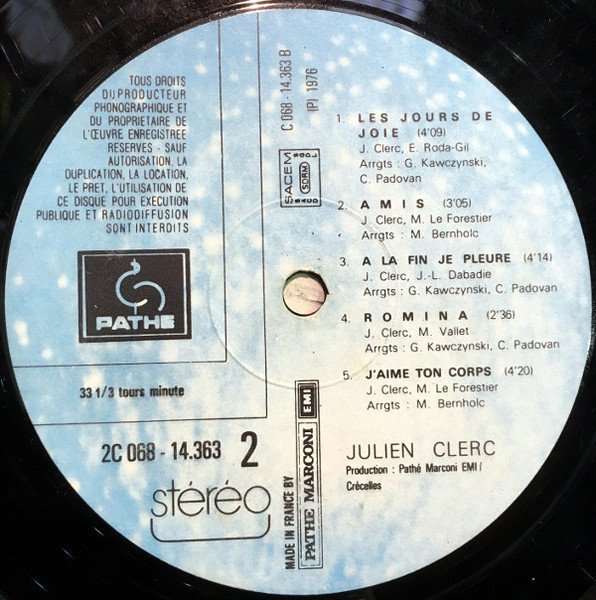 TOUS DROITS
DU PRODUCTEUR
PHONOGRAPHIQUE ET
DU PROPRIETAIRE DE
L'ŒUVRE ENREGISTREE
RESERVES - SAUF
AUTORISATION, LA
DUPLICATION, LA LOCATION,
LE PRET, L'UTILISATION DE
CE DISQUE POUR EXECUTION
PUBLIQUE ET RADIODIFFUSION
SONT INTERDITS
PATHE
33 1/3 tours minute
2C 068 - 14.363 2
stéréo
C 068 - 14.363 B
(P) 1976
SACEM
SDRM
MADE IN FRANCE BY
PATHE MARCONI EMI
1. LES JOURS DE
JOIE (4'09)
J. Clerc, E. Roda-Gil
Arrgts : G. Kawczynski,
C. Padovan
2. AMIS (3'05)
J. Clerc, M. Le Forestier
Arrgts : M. Bernholc
3. A LA FIN JE PLEURE (4'14)
J. Clerc, J.-L. Dabadie
Arrgts : G. Kawczynski, C. Padovan
4. ROMINA (2'36)
J. Clerc, M. Vallet
Arrgts : G. Kawczynski, C. Padovan
5. J'AIME TON CORPS (4'20)
J. Clerc, M. Le Forestier
Arrgts : M. Bernholc
JULIEN CLERC
Production : Pathé Marconi EMI/
Crécelles